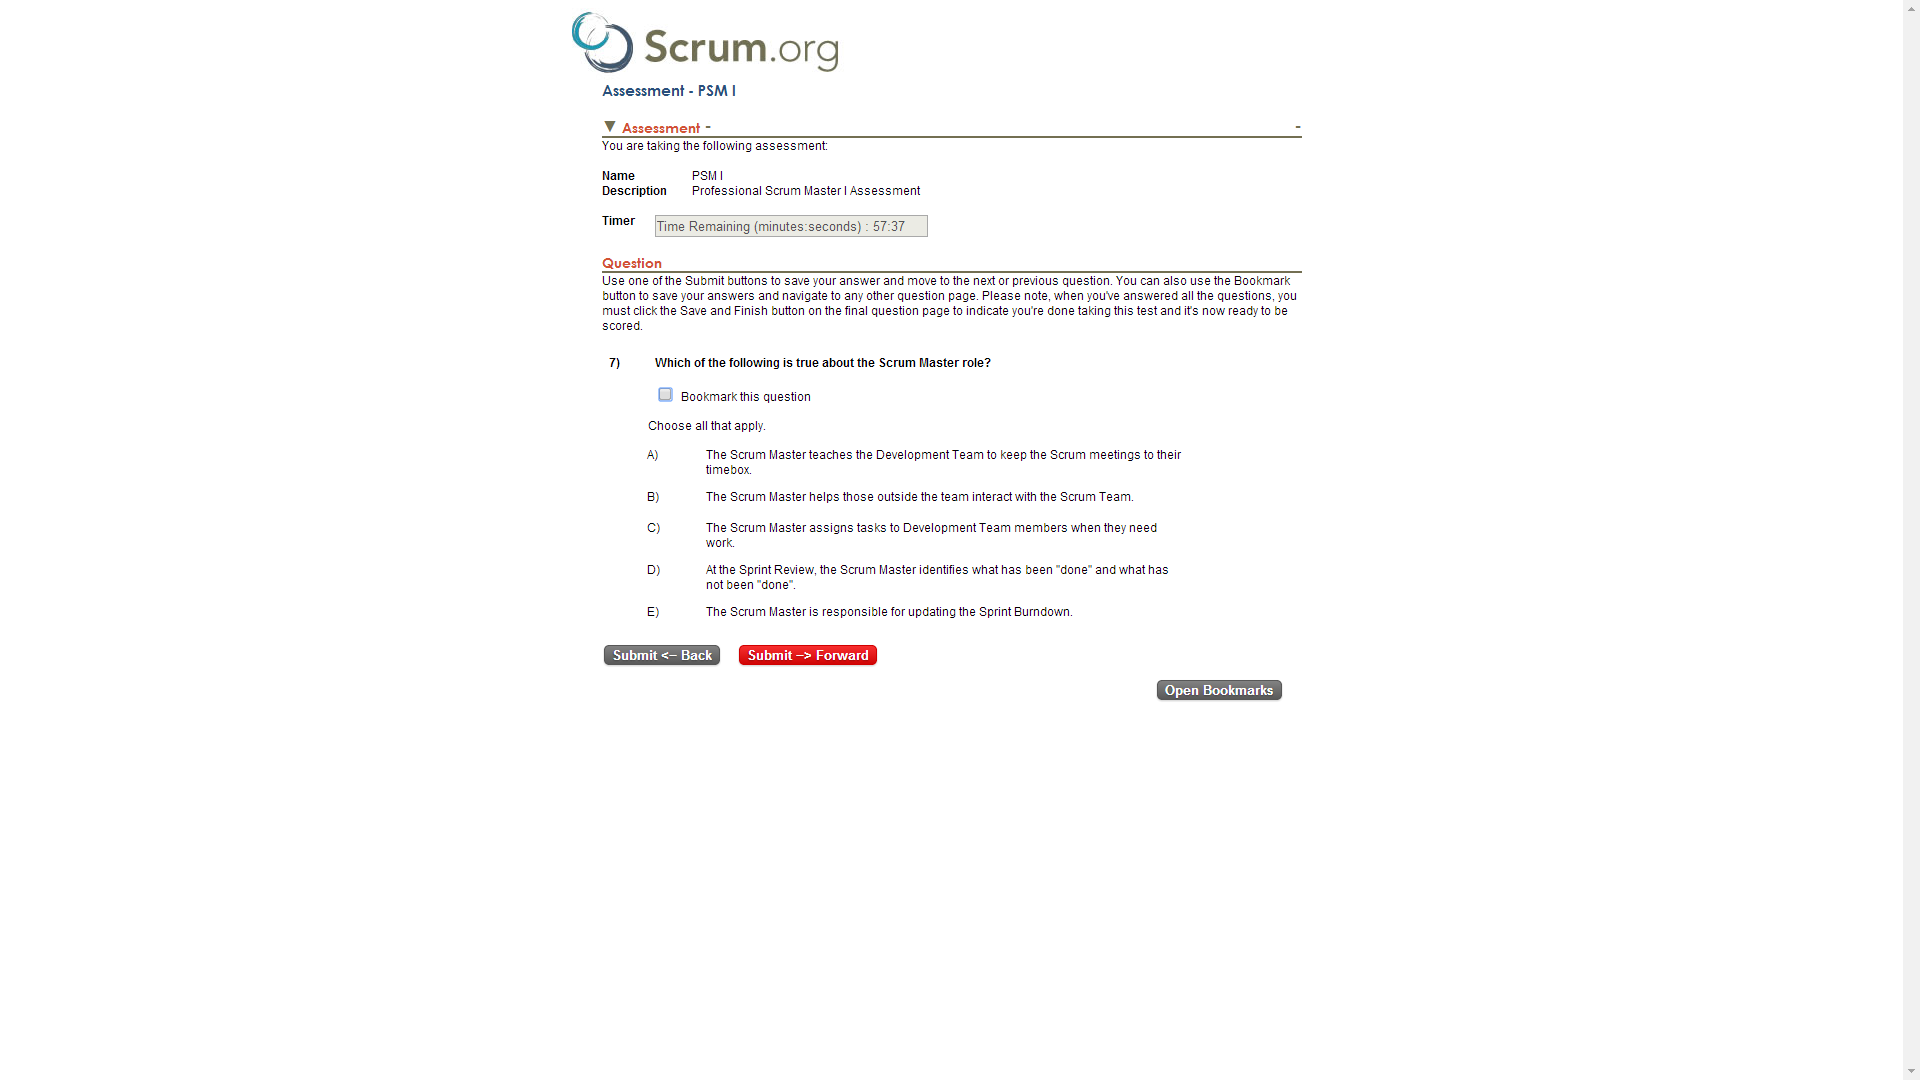 Scrum.org
Assessment - PSM I
▼ Assessment - -
You are taking the following assessment:
Name PSM I
Description Professional Scrum Master I Assessment
Timer Time Remaining (minutes:seconds) : 57:37
Question
Use one of the Submit buttons to save your answer and move to the next or previous question. You can also use the Bookmark
button to save your answers and navigate to any other question page. Please note, when you've answered all the questions, you
must click the Save and Finish button on the final question page to indicate you're done taking this test and it's now ready to be
scored.
7) Which of the following is true about the Scrum Master role?
Bookmark this question
Choose all that apply.
A) The Scrum Master teaches the Development Team to keep the Scrum meetings to their
timebox.
B) The Scrum Master helps those outside the team interact with the Scrum Team.
C) The Scrum Master assigns tasks to Development Team members when they need
work.
D) At the Sprint Review, the Scrum Master identifies what has been "done" and what has
not been "done".
E) The Scrum Master is responsible for updating the Sprint Burndown.
Submit <-- Back Submit --> Forward
Open Bookmarks